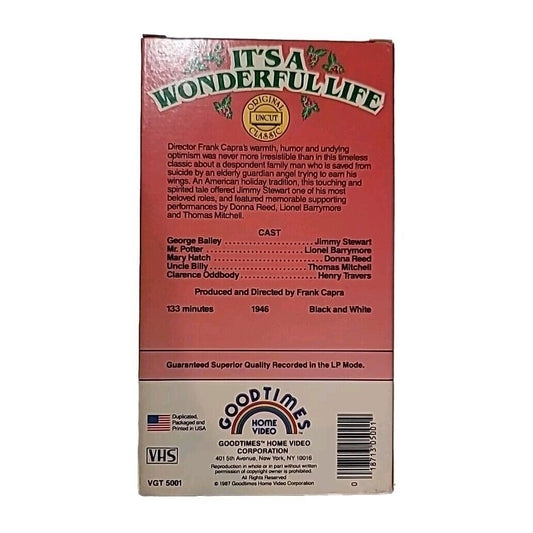 IT'S A
WONDERFUL LIFE
ORIGINAL
UNCUT
CLASSIC
Director Frank Capra's warmth, humor and undying
optimism was never more irresistible than in this timeless
classic about a despondent family man who is saved from
suicide by an elderly guardian angel trying to earn his
wings. An American holiday tradition, this touching and
spirited tale offered Jimmy Stewart one of his most
beloved roles, and featured memorable supporting
performances by Donna Reed, Lionel Barrymore
and Thomas Mitchell.
CAST
George Bailey ........................ Jimmy Stewart
Mr. Potter ........................ Lionel Barrymore
Mary Hatch ........................ Donna Reed
Uncle Billy ........................ Thomas Mitchell
Clarence Oddbody ........................ Henry Travers
Produced and Directed by Frank Capra
133 minutes 1946 Black and White
Guaranteed Superior Quality Recorded in the LP Mode.
GOODTIMES
HOME
VIDEO
TM
Duplicated,
Packaged and
Printed in USA
GOODTIMES™ HOME VIDEO
CORPORATION
401 5th Avenue, New York, NY 10016
Reproduction in whole or in part without written
permission of copyright owner is prohibited.
All Rights Reserved
© 1987 Goodtimes Home Video Corporation
VHS
VGT 5001
0 18713 05001